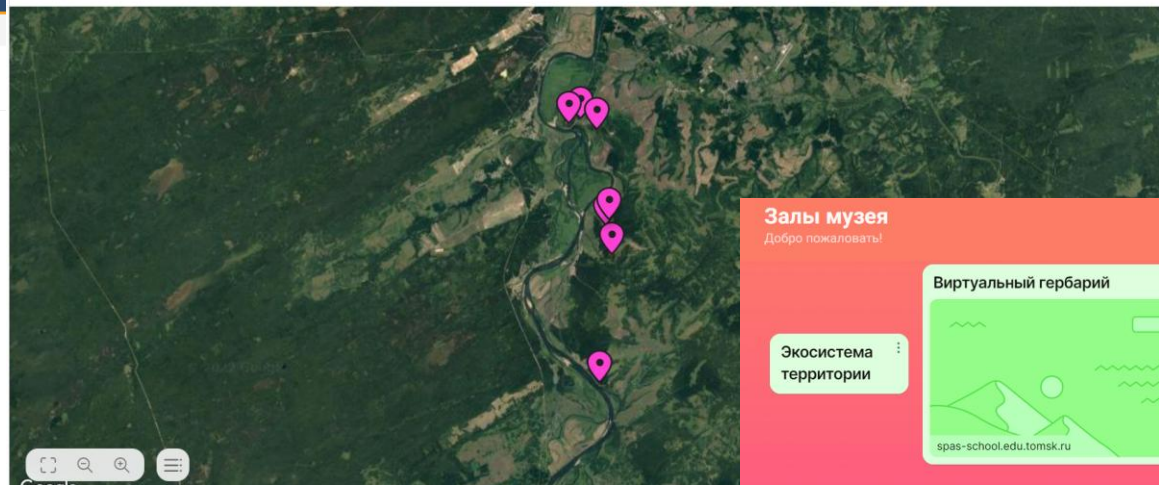 Залы музея
Добро пожаловать!
Виртуальный гербарий
Экосистема
территории
spas-school.edu.tomsk.ru